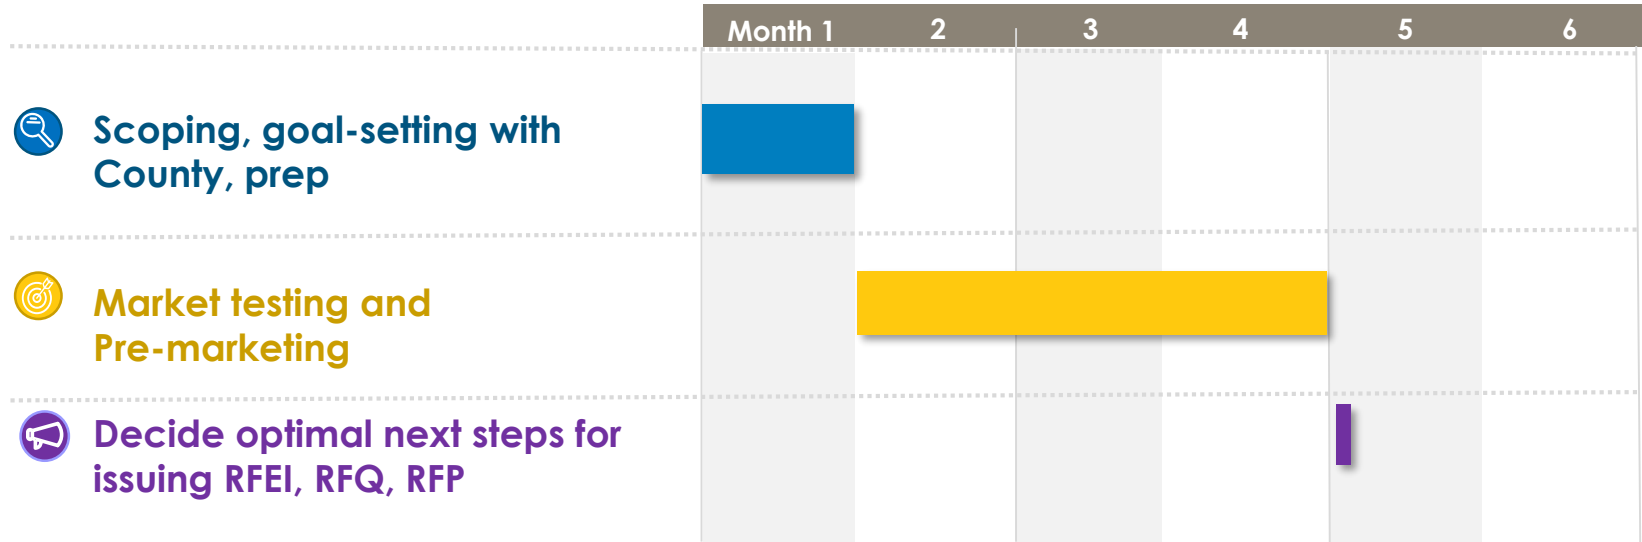 Month 1 2 3 4 5 6
Scoping, goal-setting with
County, prep
Market testing and
Pre-marketing
Decide optimal next steps for
issuing RFEI, RFQ, RFP